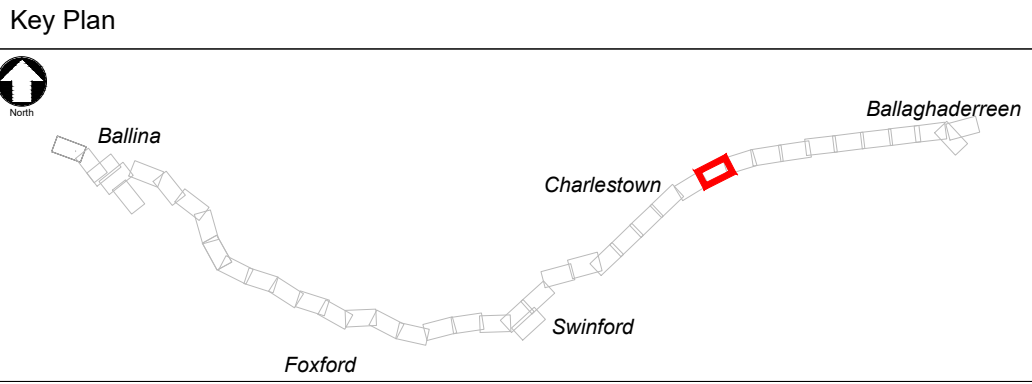 Key Plan
North
Ballina
Ballaghaderreen
Charlestown
Swinford
Foxford